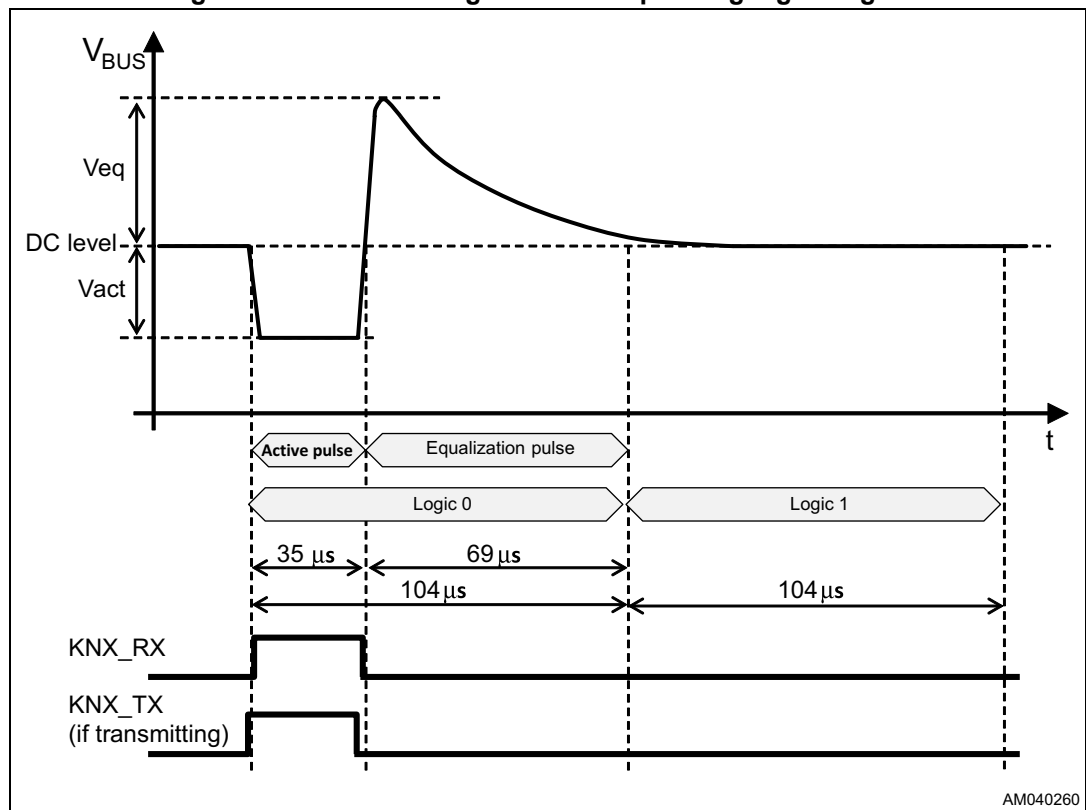 V_BUS
Veq
DC level
Vact
t
Active pulse
Equalization pulse
Logic 0
Logic 1
35 μs
69 μs
104 μs
104 μs
KNX_RX
KNX_TX
(if transmitting)
AM040260